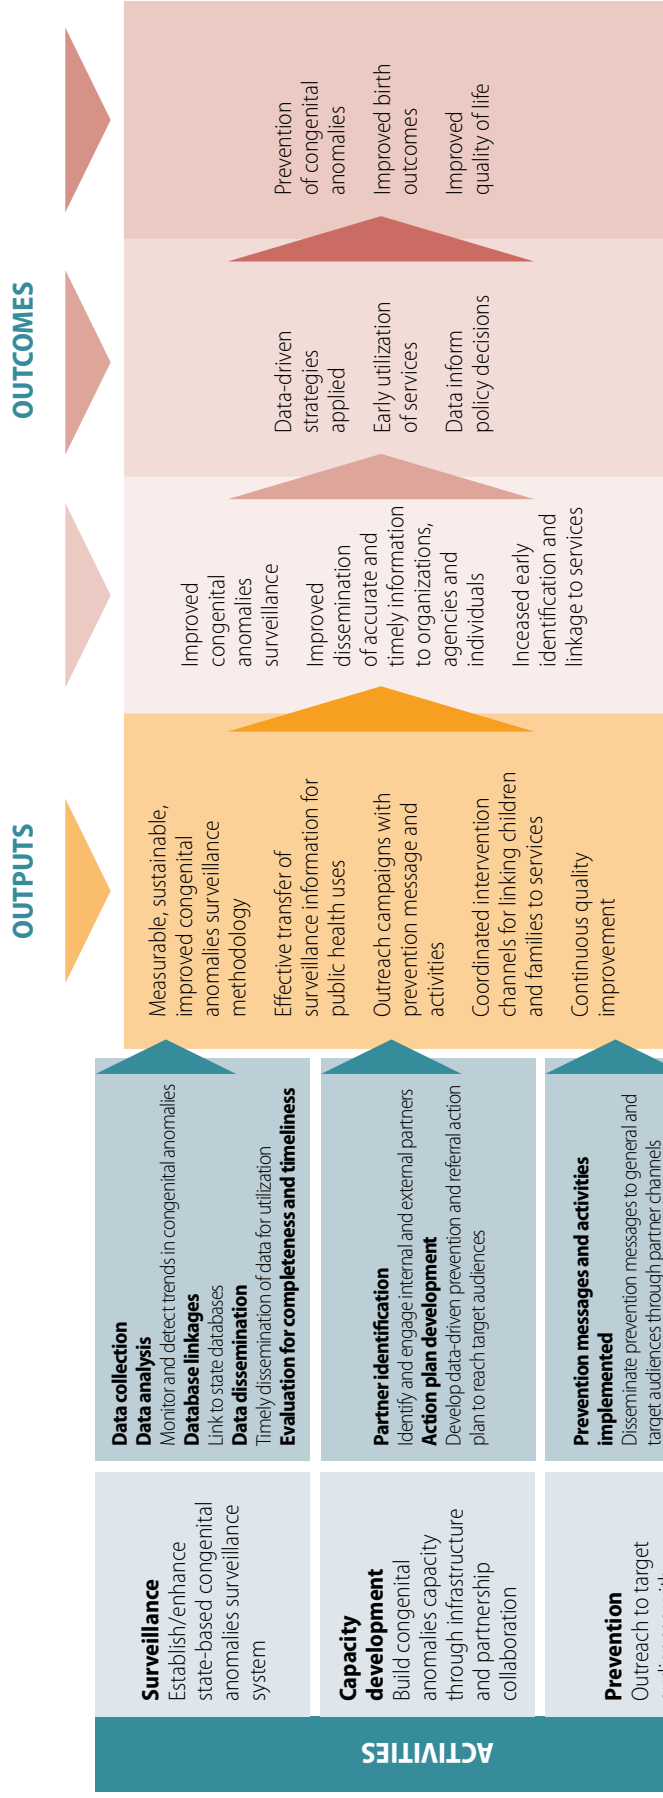 OUTPUTS
OUTCOMES
ACTIVITIES
Surveillance
Establish/enhance
state-based congenital
anomalies surveillance
system
Data collection
Data analysis
Monitor and detect trends in congenital anomalies
Database linkages
Link to state databases
Data dissemination
Timely dissemination of data for utilization
Evaluation for completeness and timeliness
Capacity
development
Build congenital
anomalies capacity
through infrastructure
and partnership
collaboration
Partner identification
Identify and engage internal and external partners
Action plan development
Develop data-driven prevention and referral action
plan to reach target audiences
Prevention
Outreach to target
Prevention messages and activities
implemented
Disseminate prevention messages to general and
target audiences through partner channels
Measurable, sustainable,
improved congenital
anomalies surveillance
methodology
Effective transfer of
surveillance information for
public health uses
Outreach campaigns with
prevention message and
activities
Coordinated intervention
channels for linking children
and families to services
Continuous quality
improvement
Improved
congenital
anomalies
surveillance
Improved
dissemination
of accurate and
timely information
to organizations,
agencies and
individuals
Inceased early
identification and
linkage to services
Data-driven
strategies
applied
Early utilization
of services
Data inform
policy decisions
Prevention
of congenital
anomalies
Improved birth
outcomes
Improved
quality of life